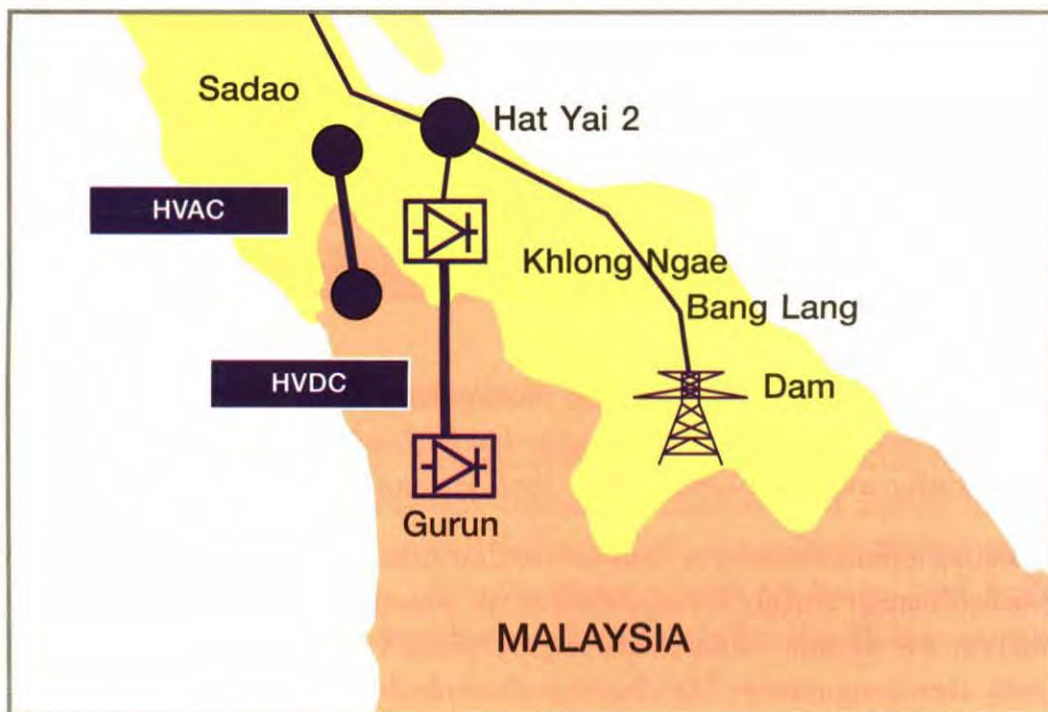 Sadao
Hat Yai 2
HVAC
Khlong Ngae
Bang Lang
HVDC
Dam
Gurun
MALAYSIA